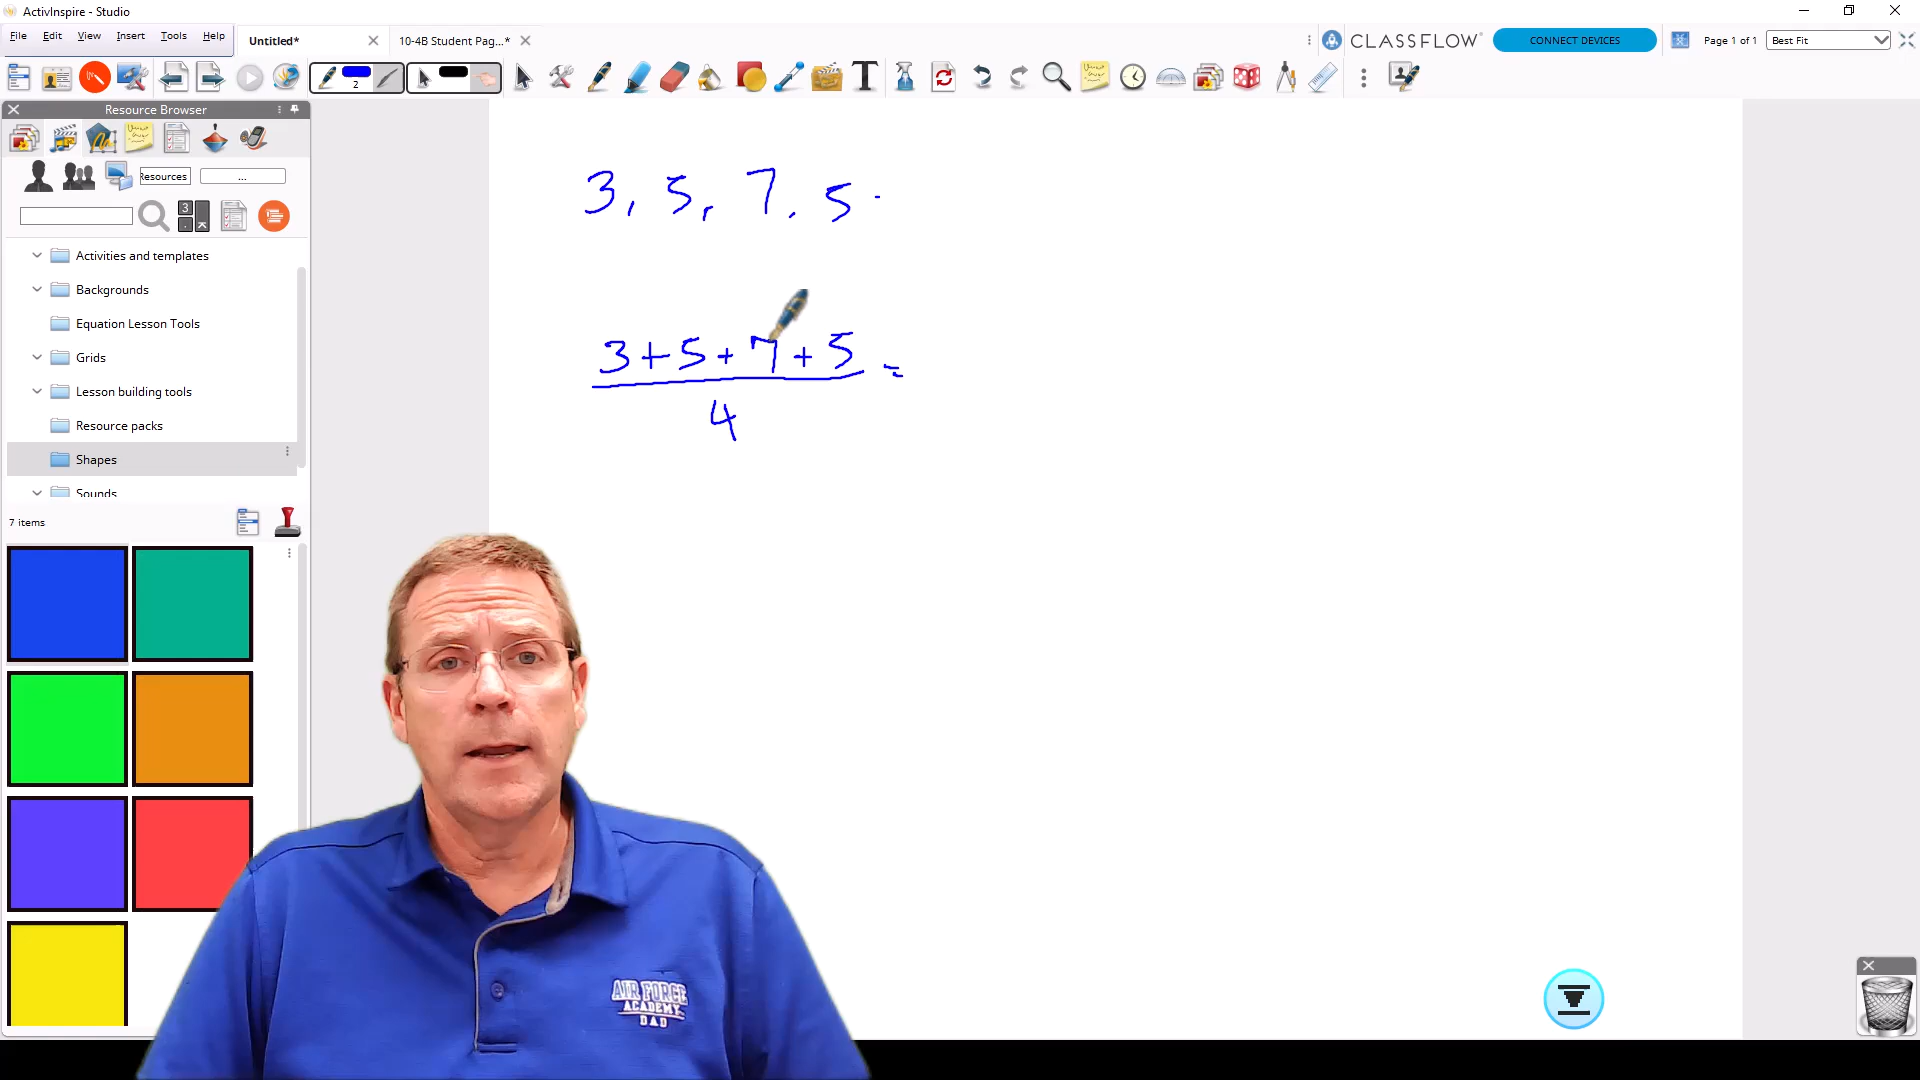 ActivInspire - Studio
File Edit View Insert Tools Help
Untitled*
10-4B Student Pag...*
CLASSFLOW
CONNECT DEVICES
Page 1 of 1
Best Fit
2
Resource Browser
Resources
...
3
Activities and templates
Backgrounds
Equation Lesson Tools
Grids
Lesson building tools
Resource packs
Shapes
Sounds
7 items
3, 5, 7, 5
3+5+7+5 =
4
AIR FORCE
ACADEMY
DAD